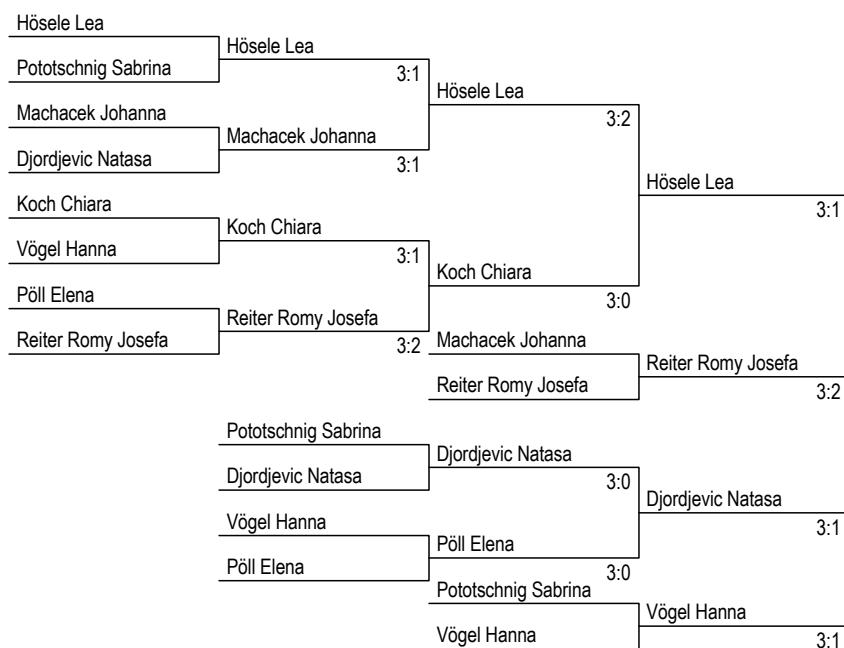 Hösele Lea
Hösele Lea
Pototschnig Sabrina
3:1
Hösele Lea
Machacek Johanna
3:2
Machacek Johanna
Djordjevic Natasa
3:1
Hösele Lea
Koch Chiara
3:1
Koch Chiara
Vögel Hanna
3:1
Koch Chiara
Pöll Elena
3:0
Reiter Romy Josefa
Reiter Romy Josefa
3:2
Machacek Johanna
Reiter Romy Josefa
Reiter Romy Josefa
3:2
Pototschnig Sabrina
Djordjevic Natasa
Djordjevic Natasa
3:0
Djordjevic Natasa
Vögel Hanna
3:1
Pöll Elena
Pöll Elena
3:0
Pototschnig Sabrina
Vögel Hanna
Vögel Hanna
3:1